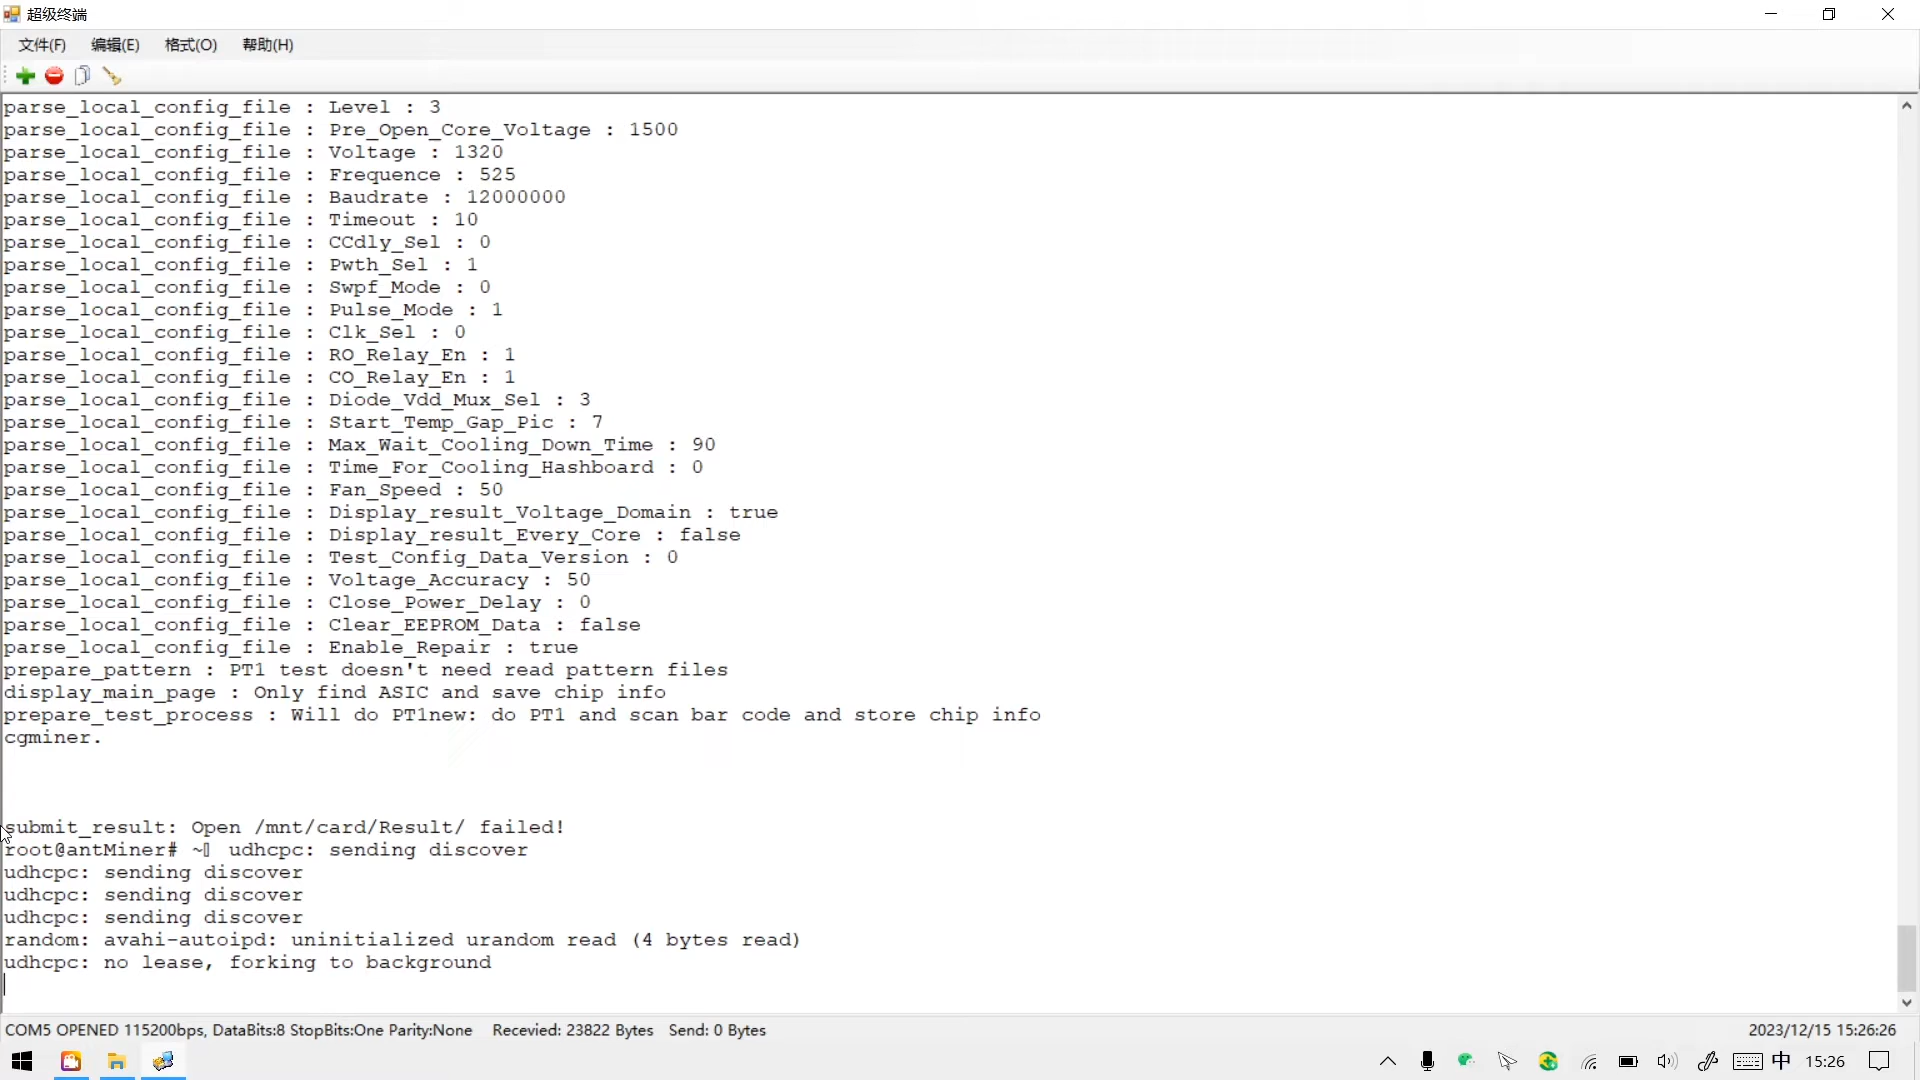 超级终端
文件(F) 编辑(E) 格式(O) 帮助(H)
parse_local_config_file : Level : 3
parse_local_config_file : Pre_Open_Core_Voltage : 1500
parse_local_config_file : Voltage : 1320
parse_local_config_file : Frequence : 525
parse_local_config_file : Baudrate : 12000000
parse_local_config_file : Timeout : 10
parse_local_config_file : CCdly_Sel : 0
parse_local_config_file : Pwth_Sel : 1
parse_local_config_file : Swpf_Mode : 0
parse_local_config_file : Pulse_Mode : 1
parse_local_config_file : Clk_Sel : 0
parse_local_config_file : RO_Relay_En : 1
parse_local_config_file : CO_Relay_En : 1
parse_local_config_file : Diode_Vdd_Mux_Sel : 3
parse_local_config_file : Start_Temp_Gap_Pic : 7
parse_local_config_file : Max_Wait_Cooling_Down_Time : 90
parse_local_config_file : Time_For_Cooling_Hashboard : 0
parse_local_config_file : Fan_Speed : 50
parse_local_config_file : Display_result_Voltage_Domain : true
parse_local_config_file : Display_result_Every_Core : false
parse_local_config_file : Test_Config_Data_Version : 0
parse_local_config_file : Voltage_Accuracy : 50
parse_local_config_file : Close_Power_Delay : 0
parse_local_config_file : Clear_EEPROM_Data : false
parse_local_config_file : Enable_Repair : true
prepare_pattern : PT1 test doesn't need read pattern files
display_main_page : Only find ASIC and save chip info
prepare_test_process : Will do PT1new: do PT1 and scan bar code and store chip info
cgminer.
submit_result: Open /mnt/card/Result/ failed!
root@antMiner# ~▯ udhcpc: sending discover
udhcpc: sending discover
udhcpc: sending discover
udhcpc: sending discover
random: avahi-autoipd: uninitialized urandom read (4 bytes read)
udhcpc: no lease, forking to background
COM5 OPENED 115200bps, DataBits:8 StopBits:One Parity:None Recevied: 23822 Bytes Send: 0 Bytes 2023/12/15 15:26:26
中 15:26